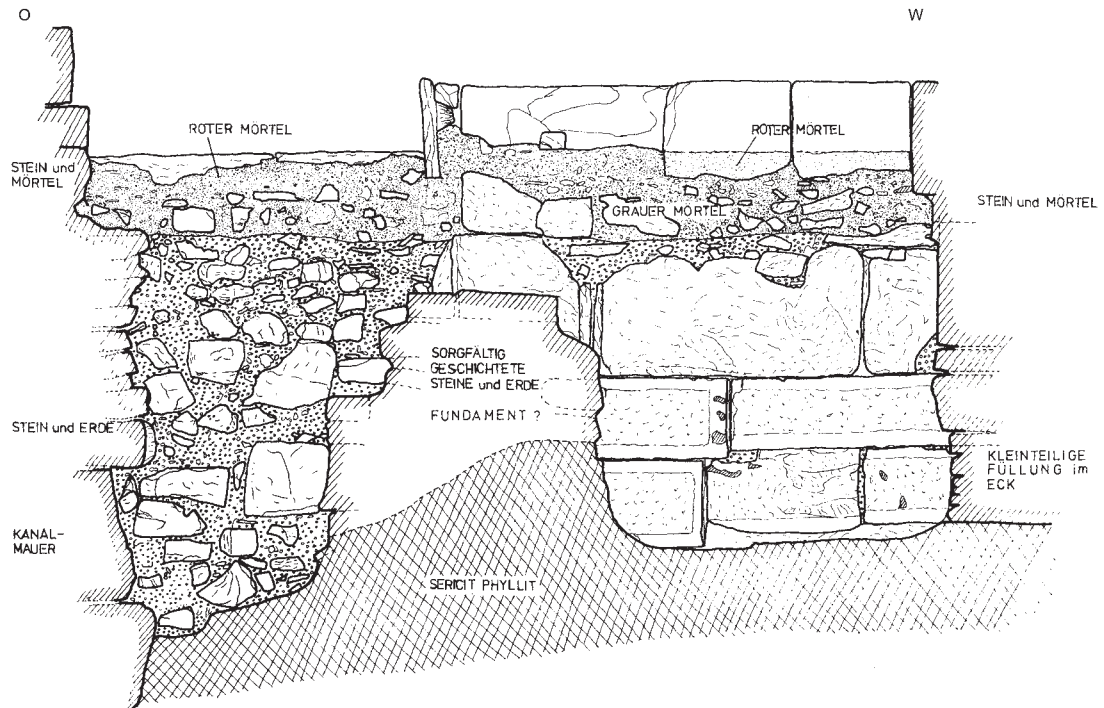 O
W
ROTER MÖRTEL
ROTER MÖRTEL
STEIN und
MÖRTEL
GRAUER MÖRTEL
STEIN und MÖRTEL
SORGFÄLTIG
GESCHICHTETE
STEINE und ERDE
FUNDAMENT ?
STEIN und ERDE
KLEINTEILIGE
FÜLLUNG im
ECK
KANAL-
MAUER
SERICIT PHYLLIT